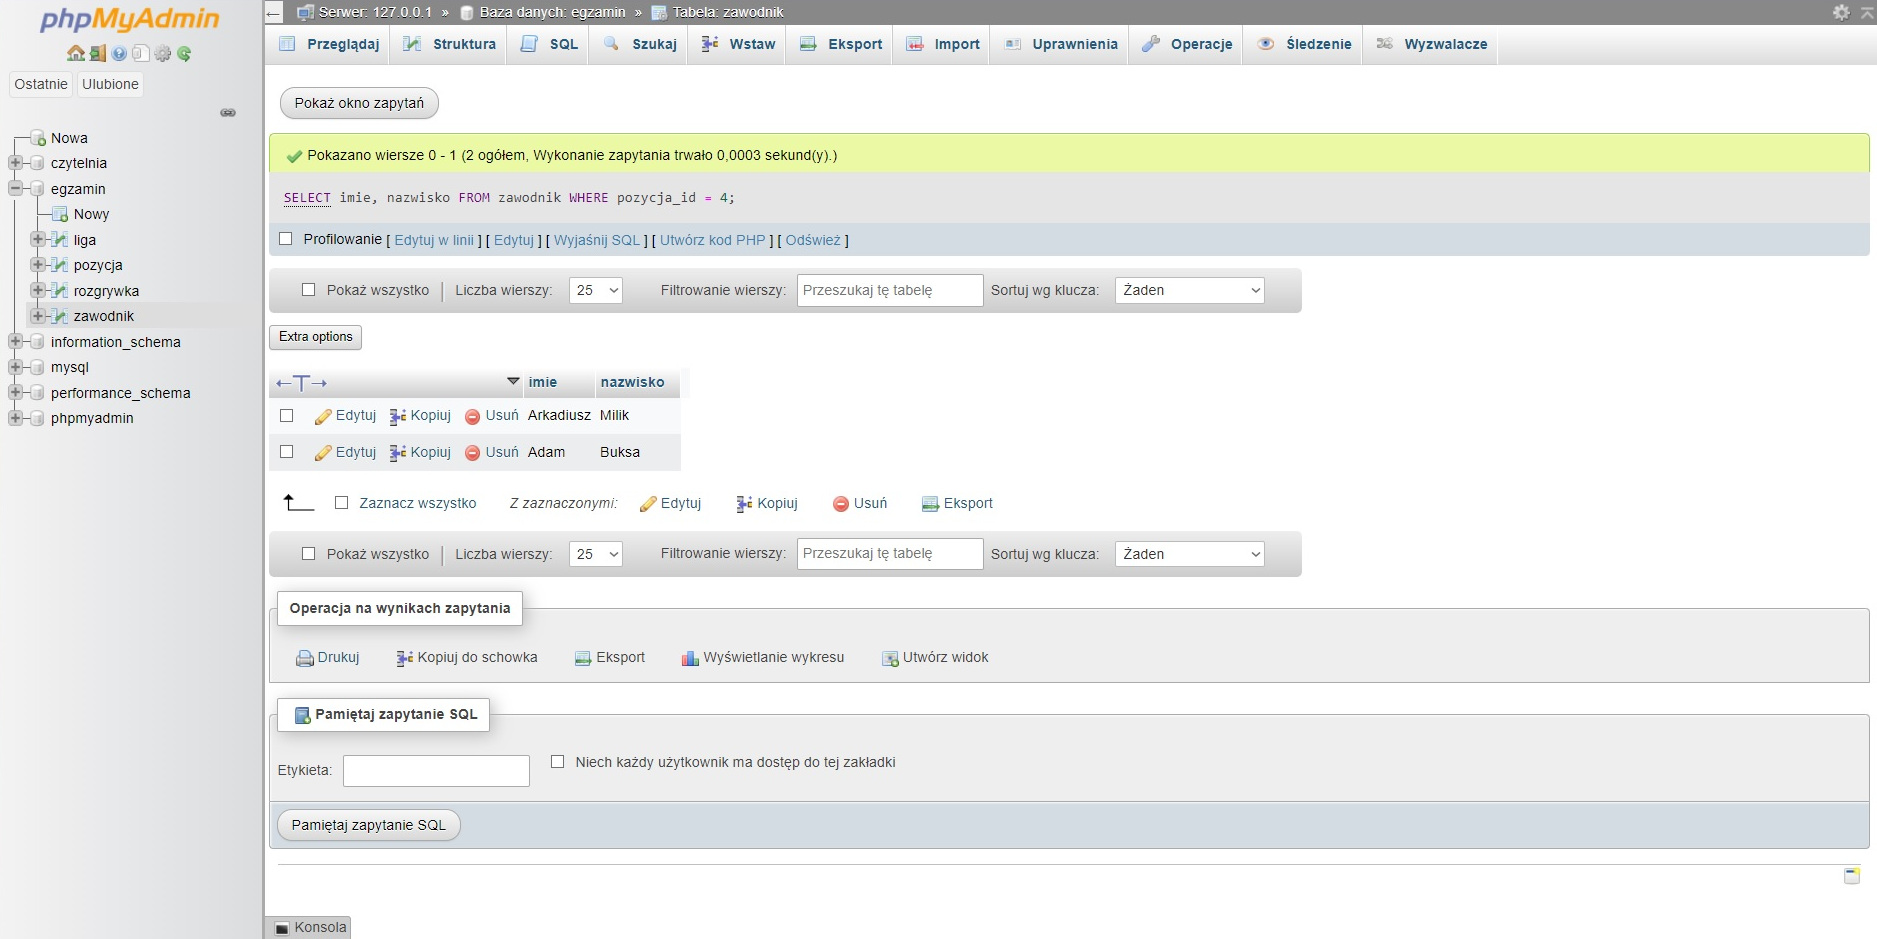 phpMyAdmin
Ostatnie Ulubione
Nowa
czytelnia
egzamin
Nowy
liga
pozycja
rozgrywka
zawodnik
information_schema
mysql
performance_schema
phpmyadmin
Serwer: 127.0.0.1 » Baza danych: egzamin » Tabela: zawodnik
Przeglądaj Struktura SQL Szukaj Wstaw Eksport Import Uprawnienia Operacje Śledzenie Wyzwalacze
Pokaż okno zapytań
Pokazano wiersze 0 - 1 (2 ogółem, Wykonanie zapytania trwało 0,0003 sekund(y).)
SELECT imie, nazwisko FROM zawodnik WHERE pozycja_id = 4;
Profilowanie [ Edytuj w linii ] [ Edytuj ] [ Wyjaśnij SQL ] [ Utwórz kod PHP ] [ Odśwież ]
Pokaż wszystko | Liczba wierszy: 25 Filtrowanie wierszy: Przeszukaj tę tabelę Sortuj wg klucza: Żaden
Extra options
←T→ imie nazwisko
Edytuj Kopiuj Usuń Arkadiusz Milik
Edytuj Kopiuj Usuń Adam Buksa
Zaznacz wszystko Z zaznaczonymi: Edytuj Kopiuj Usuń Eksport
Pokaż wszystko | Liczba wierszy: 25 Filtrowanie wierszy: Przeszukaj tę tabelę Sortuj wg klucza: Żaden
Operacja na wynikach zapytania
Drukuj Kopiuj do schowka Eksport Wyświetlanie wykresu Utwórz widok
Pamiętaj zapytanie SQL
Etykieta: Niech każdy użytkownik ma dostęp do tej zakładki
Pamiętaj zapytanie SQL
Konsola